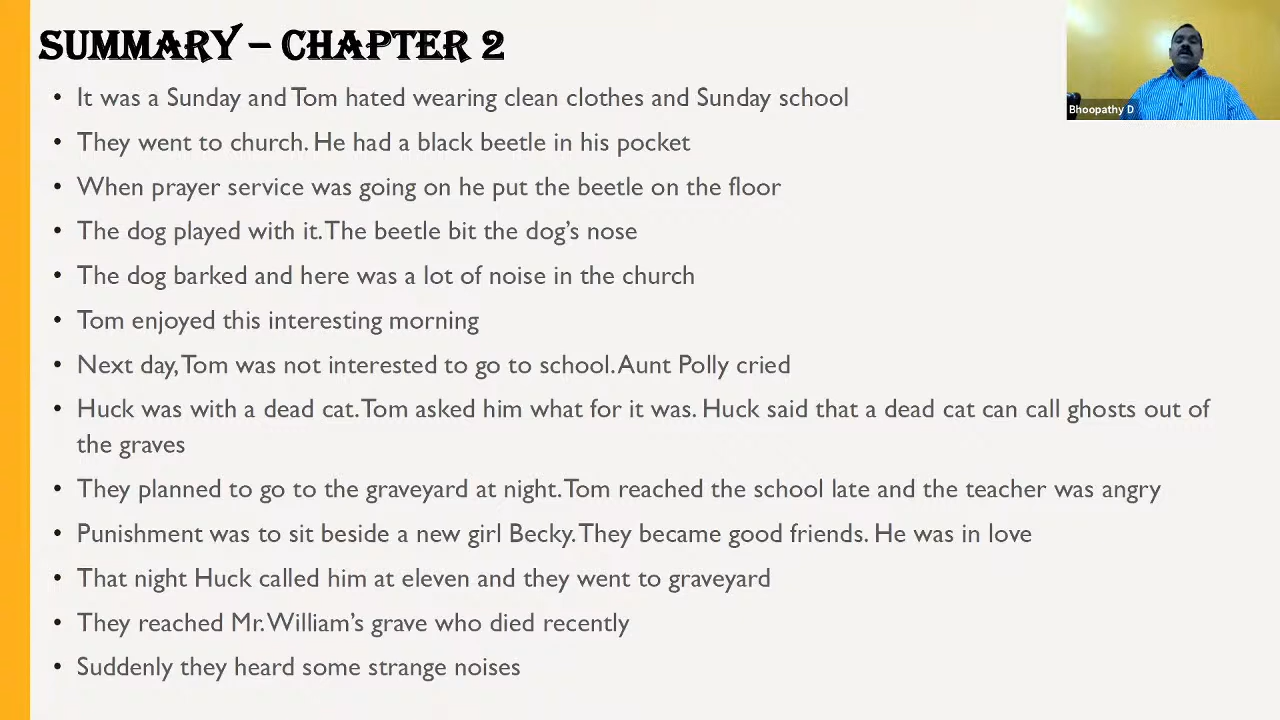 SUMMARY – CHAPTER 2
Bhoopathy D
• It was a Sunday and Tom hated wearing clean clothes and Sunday school
• They went to church. He had a black beetle in his pocket
• When prayer service was going on he put the beetle on the floor
• The dog played with it. The beetle bit the dog’s nose
• The dog barked and here was a lot of noise in the church
• Tom enjoyed this interesting morning
• Next day, Tom was not interested to go to school. Aunt Polly cried
• Huck was with a dead cat. Tom asked him what for it was. Huck said that a dead cat can call ghosts out of
the graves
• They planned to go to the graveyard at night. Tom reached the school late and the teacher was angry
• Punishment was to sit beside a new girl Becky. They became good friends. He was in love
• That night Huck called him at eleven and they went to graveyard
• They reached Mr. William’s grave who died recently
• Suddenly they heard some strange noises